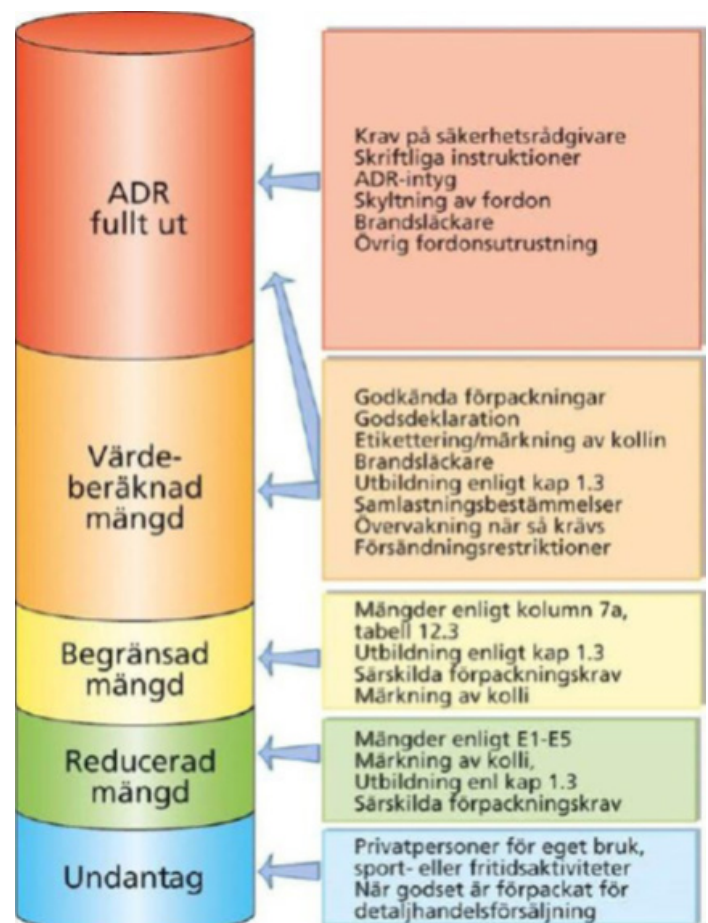 ADR
fullt ut
Krav på säkerhetsrådgivare
Skriftliga instruktioner
ADR-intyg
Skyltning av fordon
Brandsläckare
Övrig fordonsutrustning
Värde-
beräknad
mängd
Godkända förpackningar
Godsdeklaration
Etikettering/märkning av kollin
Brandsläckare
Utbildning enligt kap 1.3
Samlastningsbestämmelser
Övervakning när så krävs
Försändningsrestriktioner
Begränsad
mängd
Mängder enligt kolumn 7a,
tabell 12.3
Utbildning enligt kap 1.3
Särskilda förpackningskrav
Märkning av kolli
Reducerad
mängd
Mängder enligt E1-E5
Märkning av kolli,
Utbildning enl kap 1.3
Särskilda förpackningskrav
Undantag
Privatpersoner för eget bruk,
sport- eller fritidsaktiviteter
När godset är förpackat för
detaljhandelsförsäljning